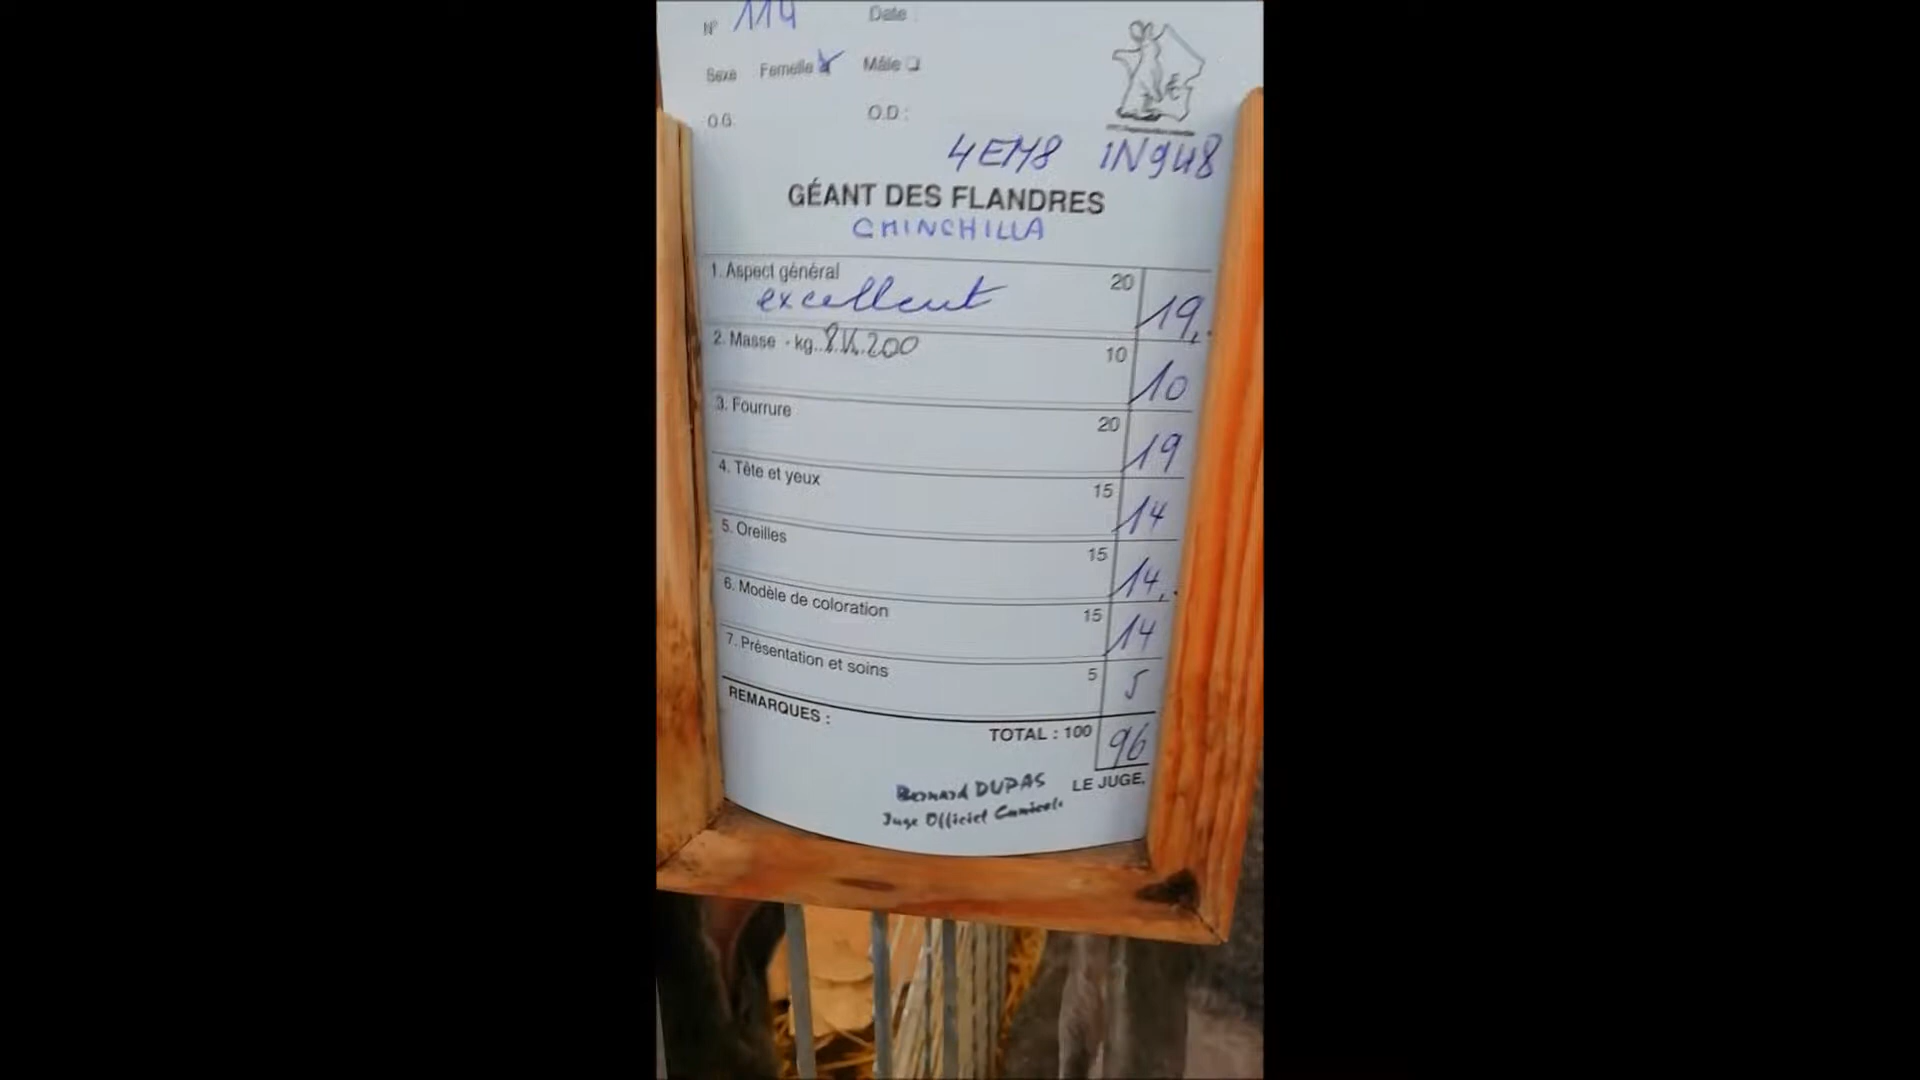 N° 114 Date :
Sexe Femelle Mâle
O.G. O.D :
4EM8 IN948
GÉANT DES FLANDRES
CHINCHILLA
1. Aspect général 20
excellent 19
2. Masse - kg 8K200 10
10
3. Fourrure 20
19
4. Tête et yeux 15
14
5. Oreilles 15
14
6. Modèle de coloration 15
14
7. Présentation et soins 5 5
REMARQUES :
TOTAL : 100 96
LE JUGE,
Bernard DUPAS
Juge Officiel